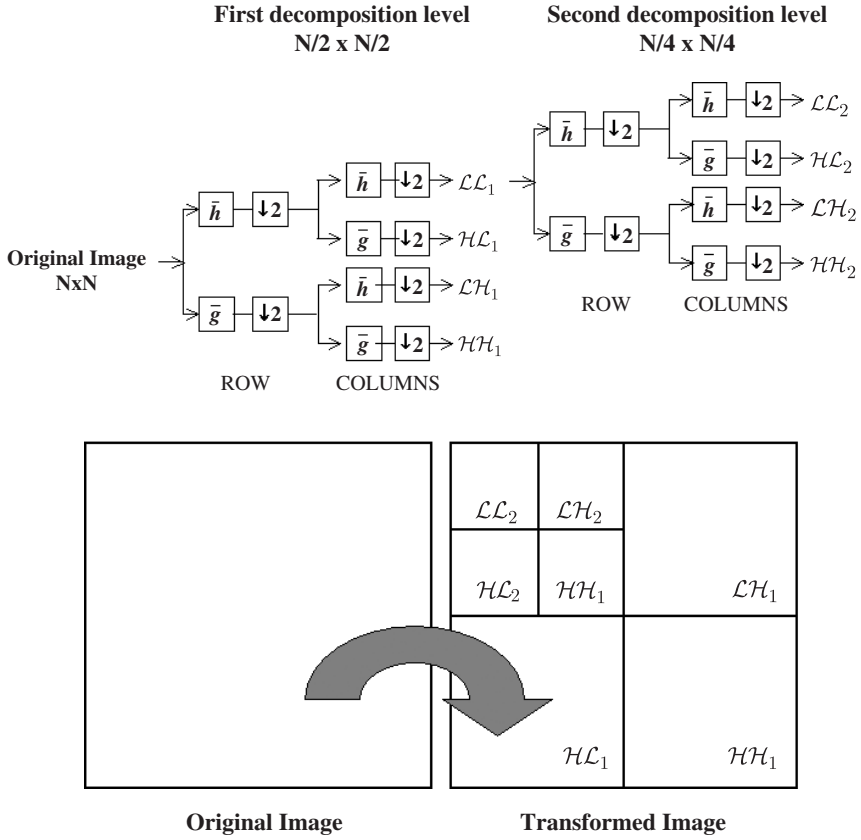 First decomposition level
N/2 x N/2
Second decomposition level
N/4 x N/4
h̄ ↓2 h̄ ↓2 ℒℒ₂
ḡ ↓2 ℋℒ₂
ḡ ↓2 h̄ ↓2 ℒℋ₂
ḡ ↓2 ℋℋ₂
ROW COLUMNS
Original Image
NxN
h̄ ↓2 h̄ ↓2 ℒℒ₁
ḡ ↓2 ℋℒ₁
ḡ ↓2 h̄ ↓2 ℒℋ₁
ḡ ↓2 ℋℋ₁
ROW COLUMNS
ℒℒ₂ ℒℋ₂
ℋℒ₂ ℋℋ₁ ℒℋ₁
ℋℒ₁ ℋℋ₁
Original Image
Transformed Image